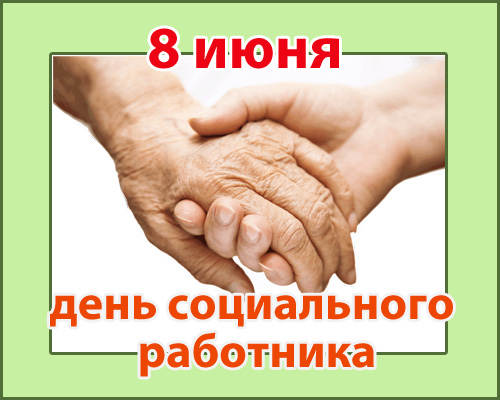 8 июня
день социального
работника